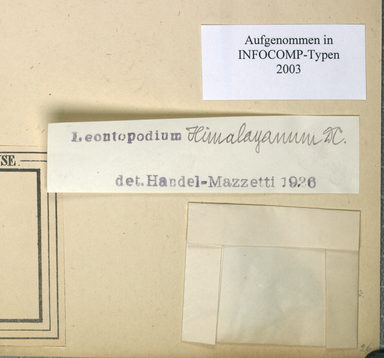 Aufgenommen in
INFOCOMP-Typen
2003
Leontopodium Himalayanum DC.
det. Handel-Mazzetti 1926